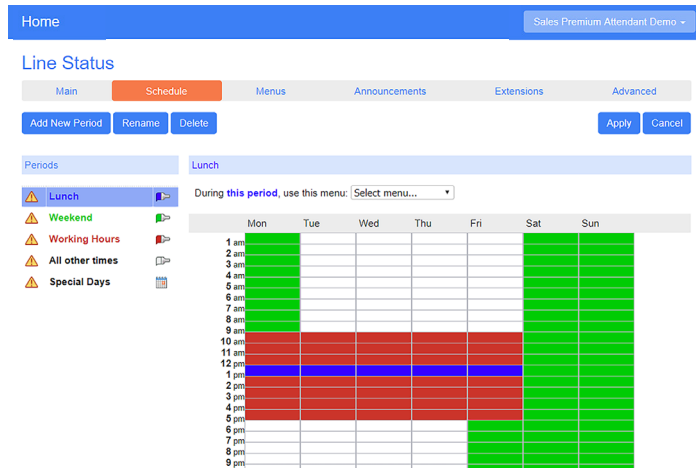 Home Sales Premium Attendant Demo
Line Status
Main Schedule Menus Announcements Extensions Advanced
Add New Period Rename Delete Apply Cancel
Periods Lunch
Lunch
Weekend
Working Hours
All other times
Special Days
During this period, use this menu: Select menu...
Mon Tue Wed Thu Fri Sat Sun
1 am
2 am
3 am
4 am
5 am
6 am
7 am
8 am
9 am
10 am
11 am
12 pm
1 pm
2 pm
3 pm
4 pm
5 pm
6 pm
7 pm
8 pm
9 pm